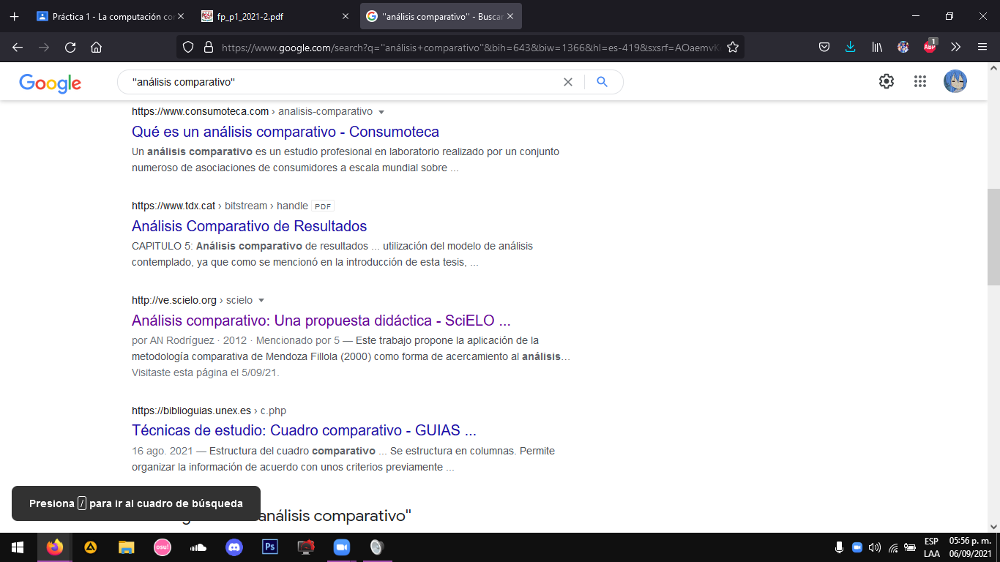 Práctica 1 - La computación co
fp_p1_2021-2.pdf
"análisis comparativo" - Buscar
https://www.google.com/search?q="análisis+comparativo"&bih=643&biw=1366&hl=es-419&sxsrf=AOaemvK
1
ABP
Google
"análisis comparativo"
https://www.consumoteca.com › analisis-comparativo
Qué es un análisis comparativo - Consumoteca
Un análisis comparativo es un estudio profesional en laboratorio realizado por un conjunto
numeroso de asociaciones de consumidores a escala mundial sobre ...
https://www.tdx.cat › bitstream › handle PDF
Análisis Comparativo de Resultados
CAPITULO 5: Análisis comparativo de resultados ... utilización del modelo de análisis
contemplado, ya que como se mencionó en la introducción de esta tesis, ...
http://ve.scielo.org › scielo
Análisis comparativo: Una propuesta didáctica - SciELO ...
por AN Rodríguez · 2012 · Mencionado por 5 — Este trabajo propone la aplicación de la
metodología comparativa de Mendoza Fillola (2000) como forma de acercamiento al análisis...
Visitaste esta página el 5/09/21.
https://biblioguias.unex.es › c.php
Técnicas de estudio: Cuadro comparativo - GUIAS ...
16 ago. 2021 — Estructura del cuadro comparativo ... Se estructura en columnas. Permite
organizar la información de acuerdo con unos criterios previamente ...
Presiona / para ir al cuadro de búsqueda
análisis comparativo"
osu!
Ps
ESP
LAA
05:56 p. m.
06/09/2021